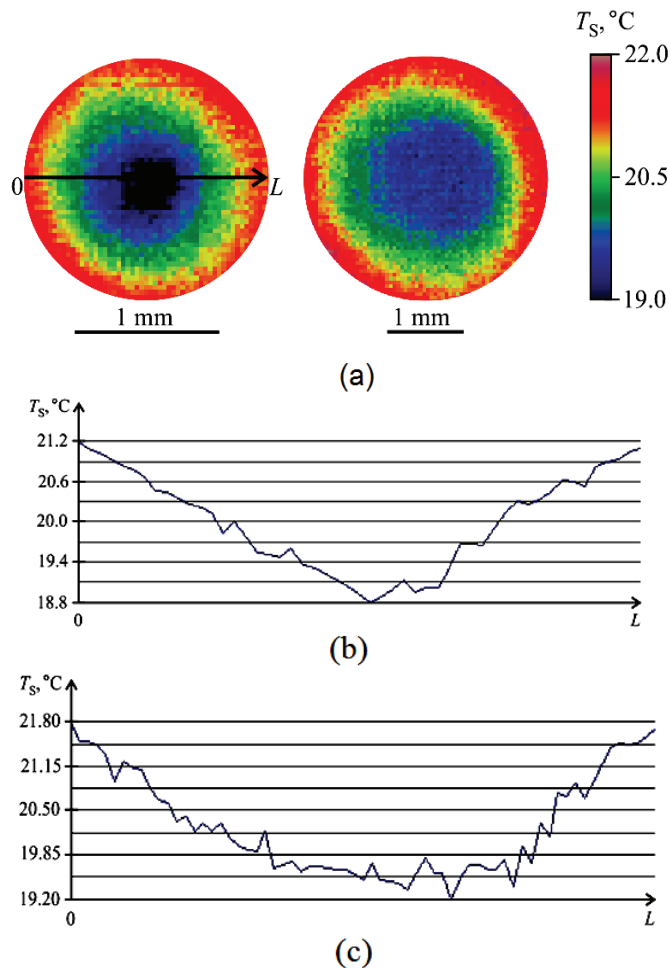 T_S, °C
22.0
20.5
19.0
0
L
1 mm
1 mm
(a)
T_S, °C
21.2
20.6
20.0
19.4
18.8
0
L
(b)
T_S, °C
21.80
21.15
20.50
19.85
19.20
0
L
(c)